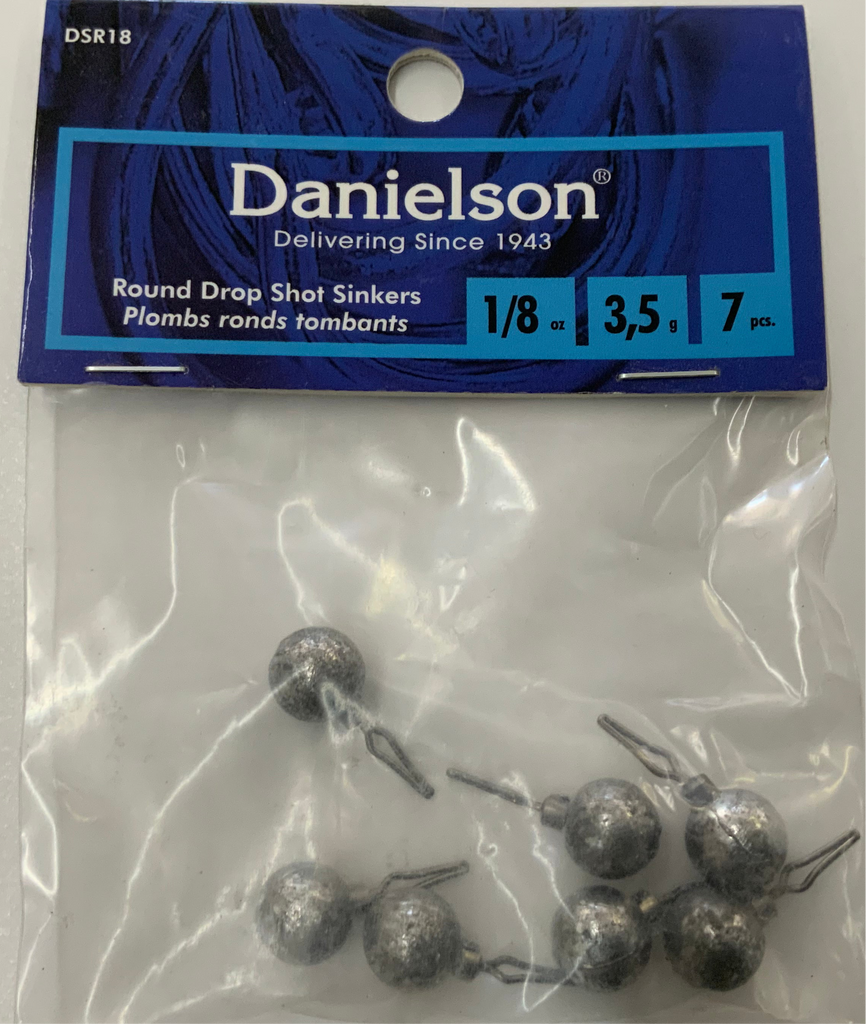 DSR18
Danielson®
Delivering Since 1943
Round Drop Shot Sinkers
Plombs ronds tombants
1/8 oz 3,5 g 7 pcs.